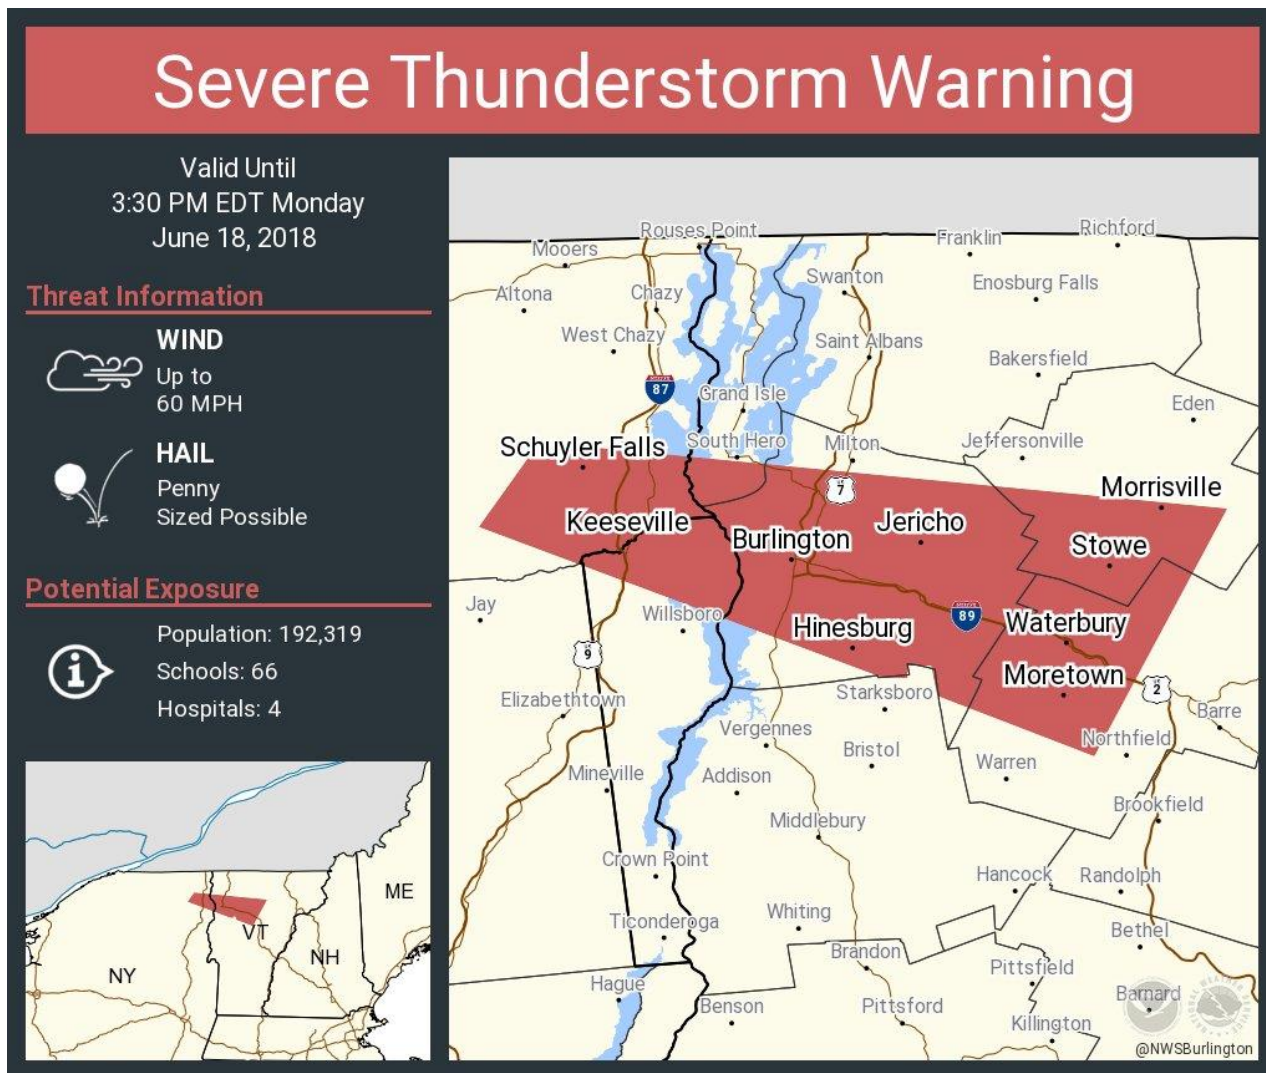 Severe Thunderstorm Warning
Valid Until
3:30 PM EDT Monday
June 18, 2018
Threat Information
WIND
Up to
60 MPH
HAIL
Penny
Sized Possible
Potential Exposure
Population: 192,319
Schools: 66
Hospitals: 4
NY
VT
NH
ME
Rouses Point
Richford
Mooers
Franklin
Altona
Chazy
Swanton
Enosburg Falls
West Chazy
Saint Albans
Bakersfield
87
Grand Isle
Eden
Schuyler Falls
South Hero
Milton
Jeffersonville
7
Morrisville
Keeseville
Burlington
Jericho
Stowe
Jay
Willsboro
Hinesburg
89
Waterbury
9
Moretown
2
Elizabethtown
Starksboro
Barre
Vergennes
Northfield
Bristol
Warren
Mineville
Addison
Brookfield
Middlebury
Crown Point
Hancock
Randolph
Ticonderoga
Whiting
Bethel
Brandon
Pittsfield
Hague
Benson
Pittsford
Barnard
Killington
@NWSBurlington